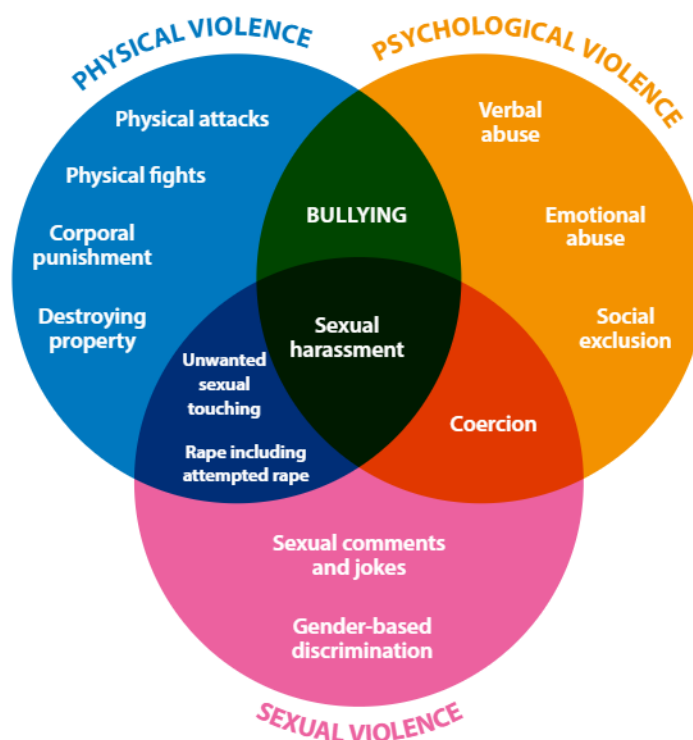 PHYSICAL VIOLENCE
PSYCHOLOGICAL VIOLENCE
Physical attacks
Physical fights
Corporal
punishment
Destroying
property
BULLYING
Verbal
abuse
Emotional
abuse
Social
exclusion
Sexual
harassment
Unwanted
sexual
touching
Rape including
attempted rape
Coercion
Sexual comments
and jokes
Gender-based
discrimination
SEXUAL VIOLENCE